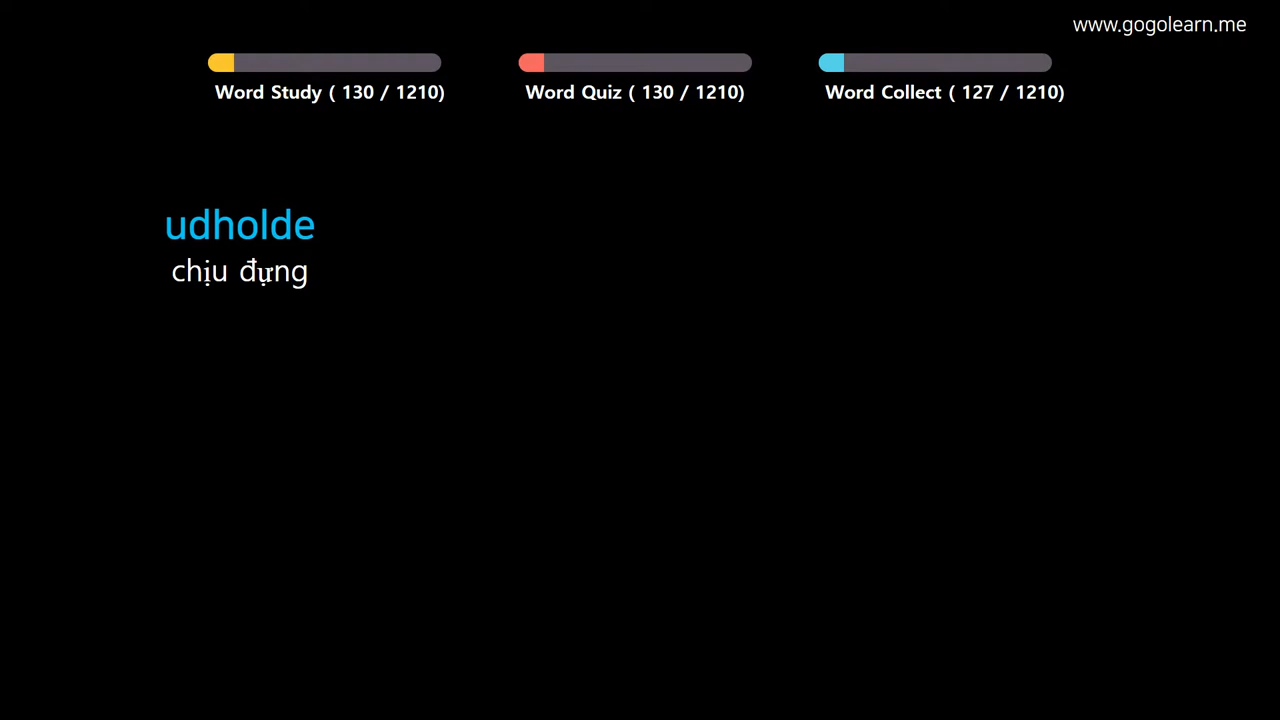 www.gogolearn.me
Word Study ( 130 / 1210)
Word Quiz ( 130 / 1210)
Word Collect ( 127 / 1210)
udholde
chịu đựng